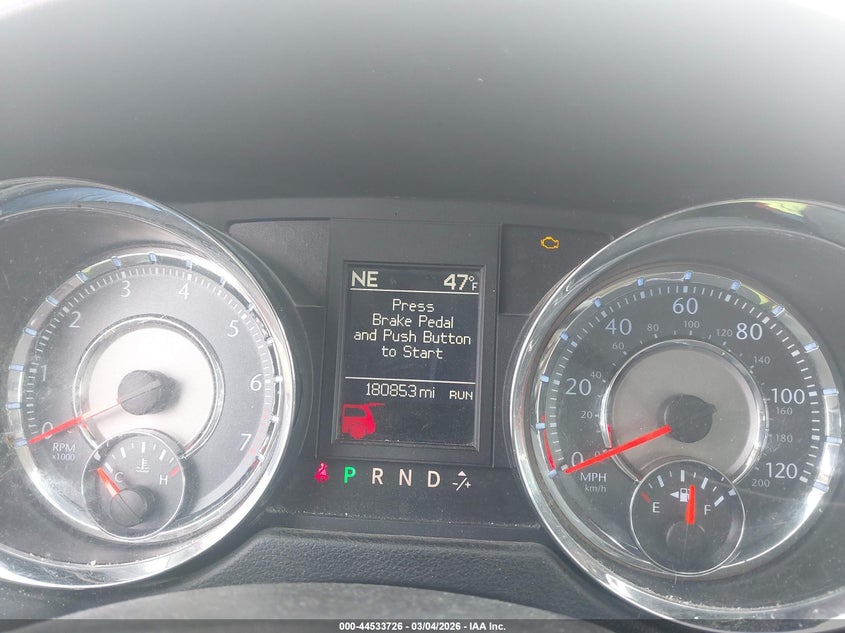 NE 47°F
Press
Brake Pedal
and Push Button
to Start
180853 mi RUN
P R N D -/+
0 1 2 3 4 5 6 7
RPM
x1000
C H
0 20 40 60 80 100 120
20 60 80 100 120 140 160 180 200
MPH
km/h
E F
000-44533726 - 03/04/2026 - IAA Inc.